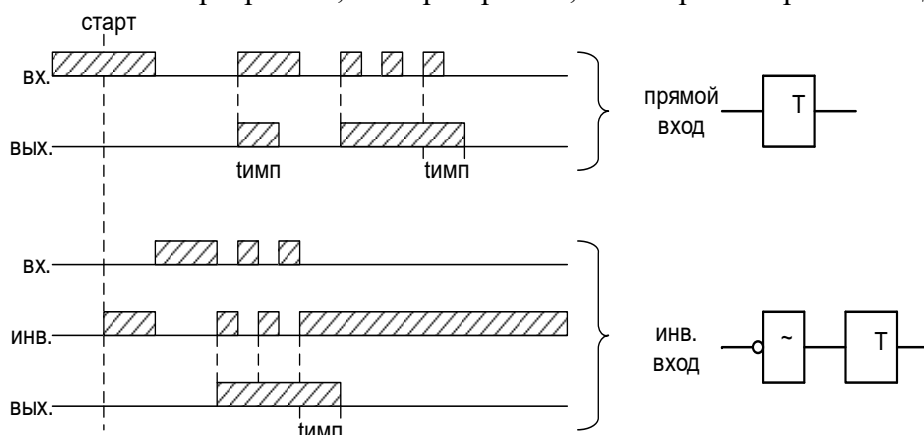 старт
вх.
вых.
tимп
tимп
прямой
вход
T
вх.
инв.
вых.
tимп
инв.
вход
~
T